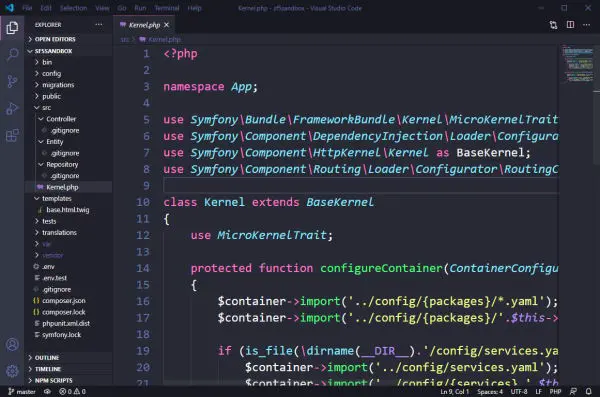 File Edit Selection View Go Run Terminal Help
Kernel.php - sf5sandbox - Visual Studio Code
EXPLORER
OPEN EDITORS
SF5SANDBOX
bin
config
migrations
public
src
Controller
.gitignore
Entity
.gitignore
Repository
.gitignore
Kernel.php
templates
base.html.twig
tests
translations
var
vendor
.env
.env.test
.gitignore
composer.json
composer.lock
phpunit.xml.dist
symfony.lock
OUTLINE
TIMELINE
NPM SCRIPTS
Kernel.php
src > Kernel.php
1 <?php
2
3 namespace App;
4
5 use Symfony\Bundle\FrameworkBundle\Kernel\MicroKernelTrait
6 use Symfony\Component\DependencyInjection\Loader\Configura
7 use Symfony\Component\HttpKernel\Kernel as BaseKernel;
8 use Symfony\Component\Routing\Loader\Configurator\RoutingC
9
10 class Kernel extends BaseKernel
11 {
12 use MicroKernelTrait;
13
14 protected function configureContainer(ContainerConfigu
15 {
16 $container->import('../config/{packages}/*.yaml');
17 $container->import('../config/{packages}/'.$this->
18
19 if (is_file(\dirname(__DIR__).'/config/services.ya
20 $container->import('../config/services.yaml');
21 $container->import('../config/{services}_'.$th
master
0 0
Ln 9, Col 1 Spaces: 4 UTF-8 LF PHP